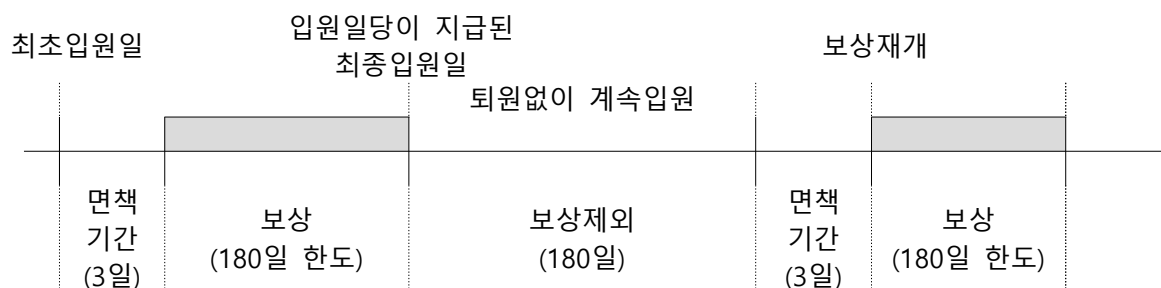 최초입원일
입원일당이 지급된
최종입원일
퇴원없이 계속입원
보상재개
면책
기간
(3일)
보상
(180일 한도)
보상제외
(180일)
면책
기간
(3일)
보상
(180일 한도)